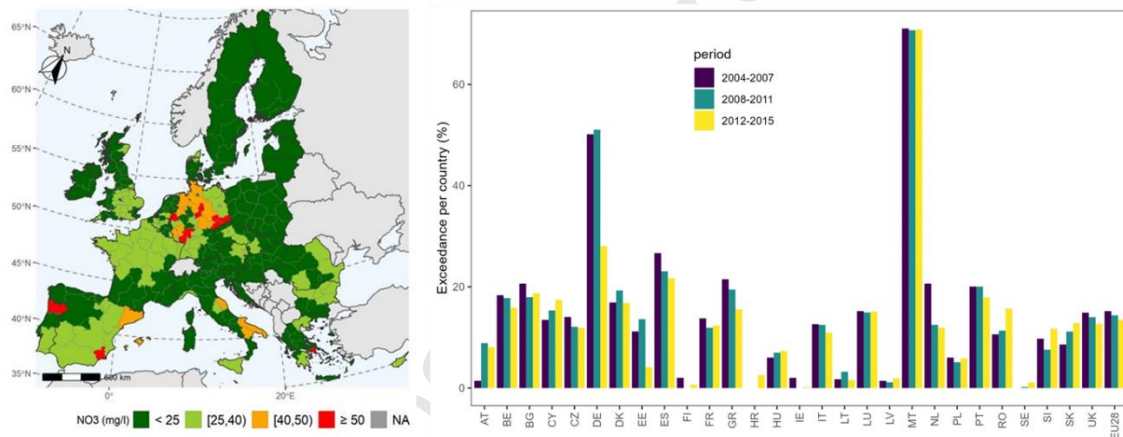 65°N
N
60°N
55°N
50°N
45°N
40°N
35°N
0°
20°E
NO3 (mg/l) < 25 [25,40) [40,50) ≥ 50 NA
Exceedance per country (%)
60
40
20
0
period
2004-2007
2008-2011
2012-2015
AT BE BG CY CZ DE DK EE ES FI FR GR HR HU IE IT LT LU LV MT NL PL PT RO SE SI SK UK EU28